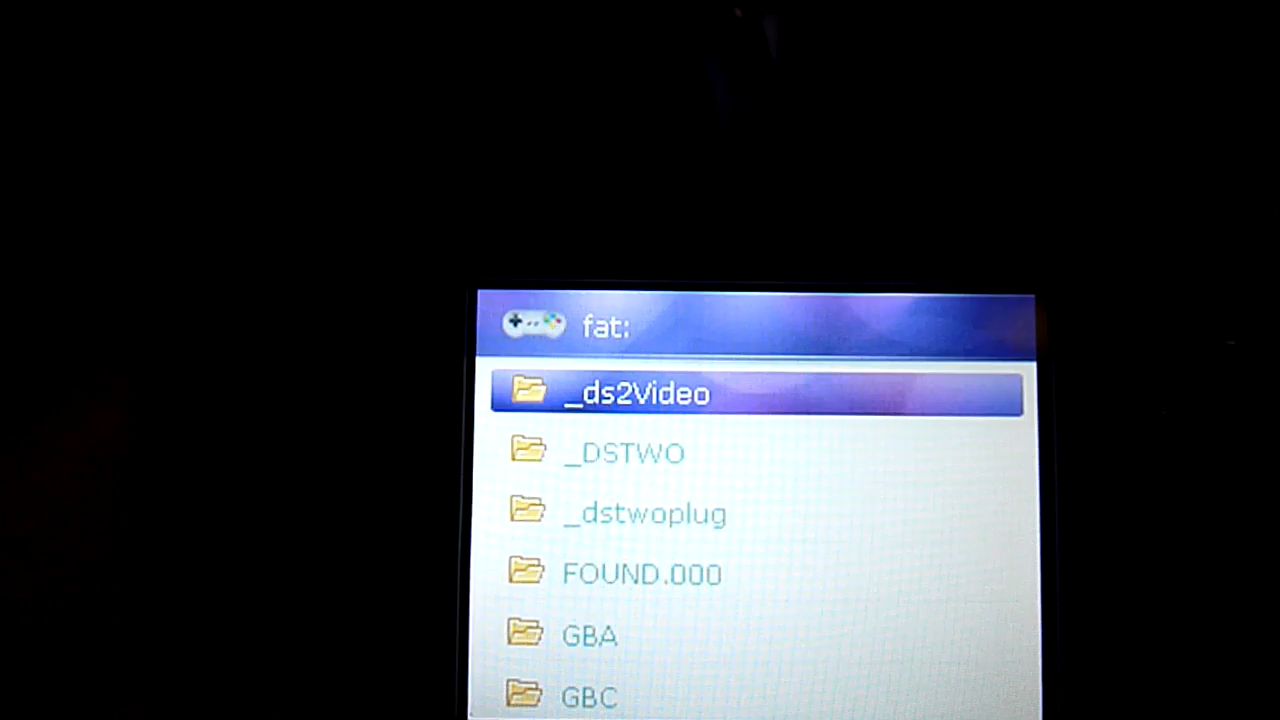 fat:
_ds2Video
_DSTWO
_dstwoplug
FOUND.000
GBA
GBC